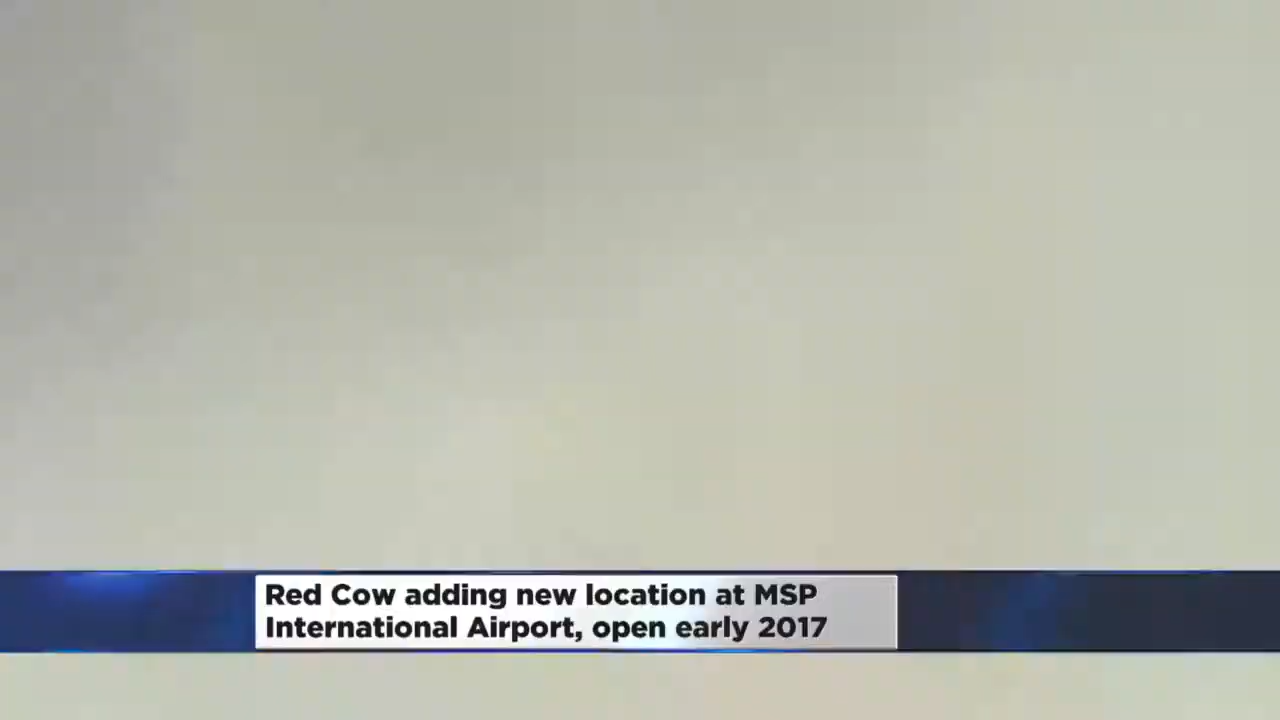 Red Cow adding new location at MSP
International Airport, open early 2017